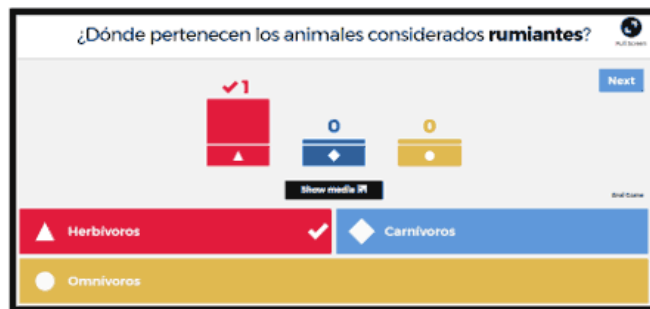 ¿Dónde pertenecen los animales considerados rumiantes?
Full Screen
Next
1
0
0
Show media
End Game
Herbívoros
Carnívoros
Omnívoros